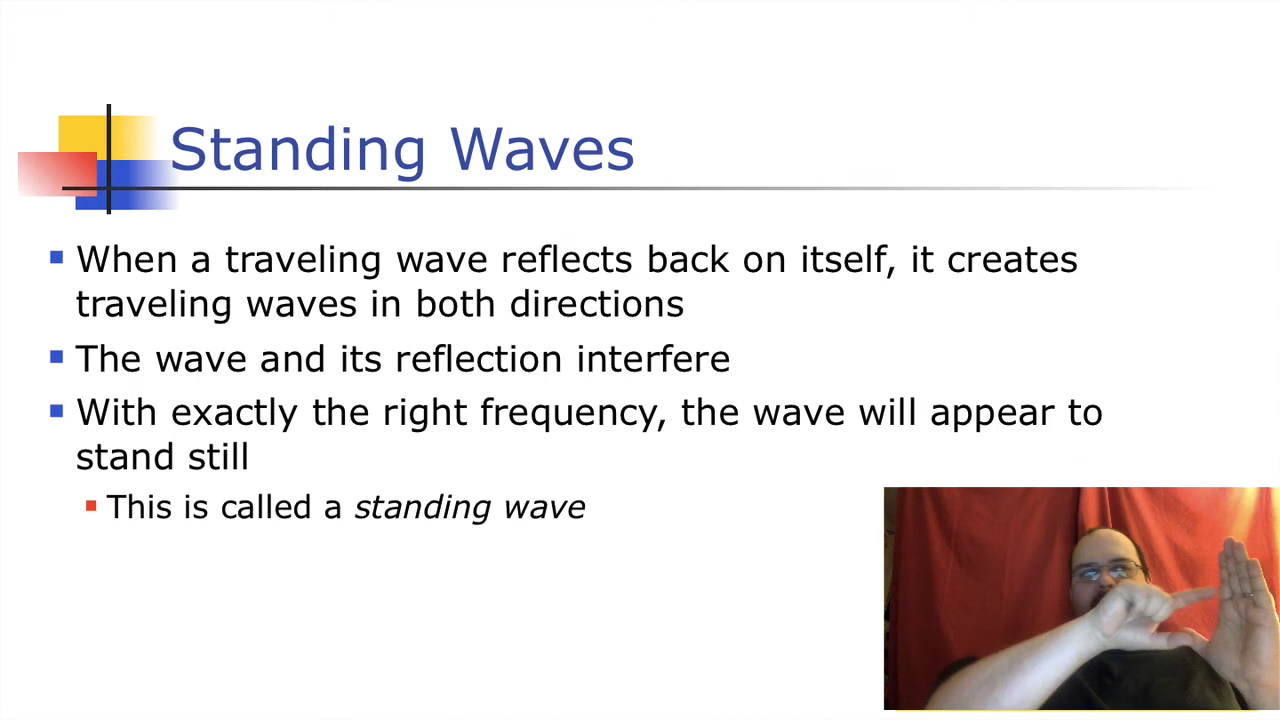 Standing Waves
When a traveling wave reflects back on itself, it creates
traveling waves in both directions
The wave and its reflection interfere
With exactly the right frequency, the wave will appear to
stand still
This is called a standing wave